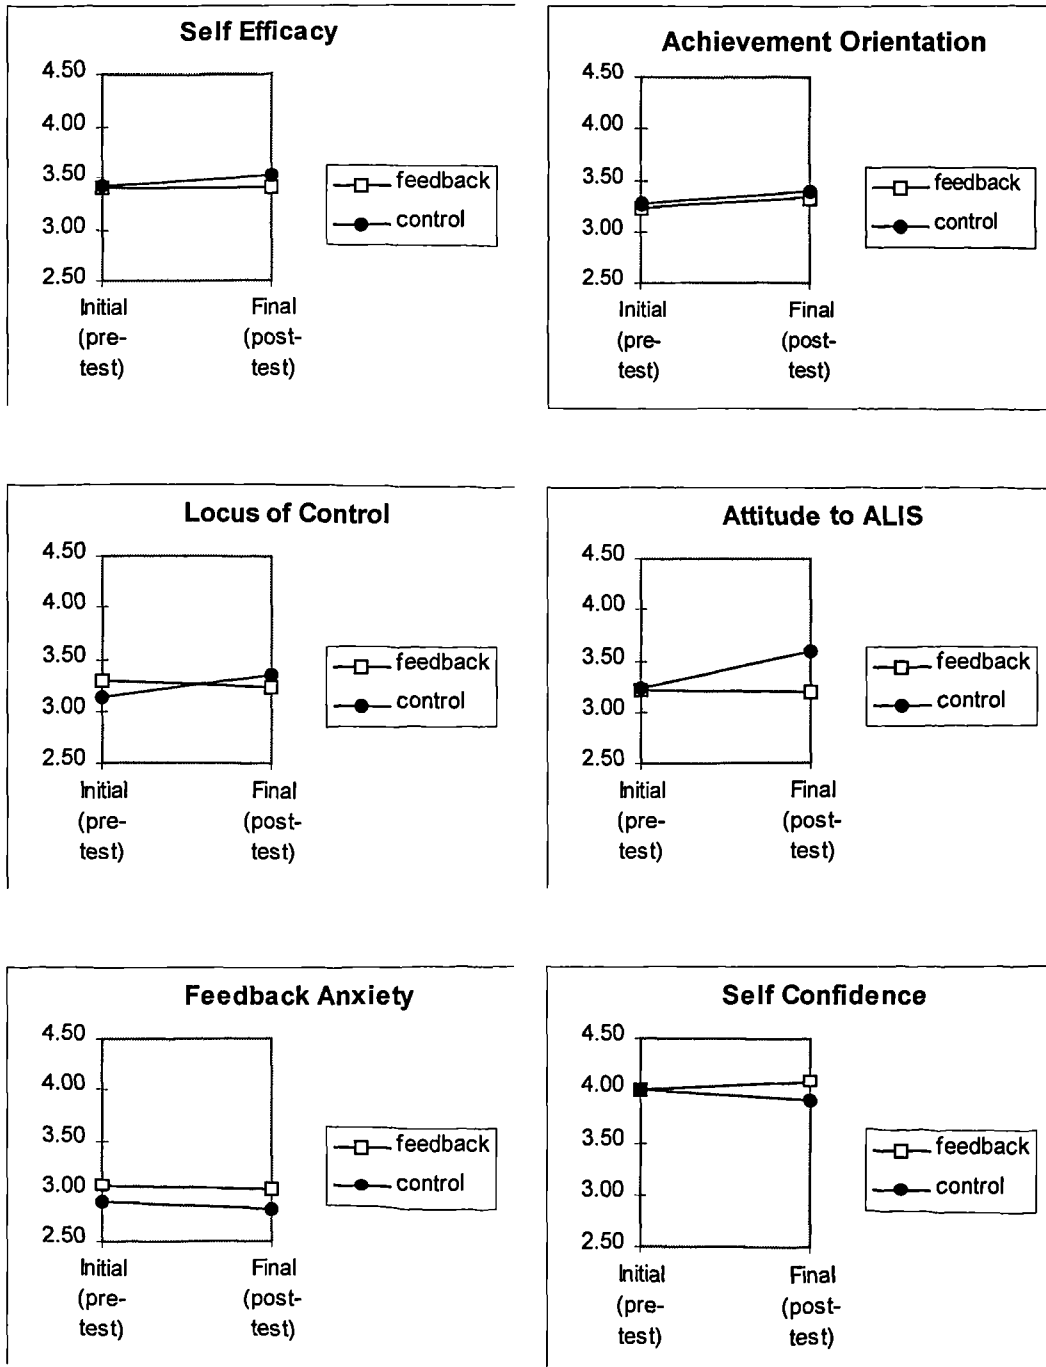 Self Efficacy
4.50
4.00
3.50
3.00
2.50
Initial
(pre-
test)
Final
(post-
test)
feedback
control
Achievement Orientation
4.50
4.00
3.50
3.00
2.50
Initial
(pre-
test)
Final
(post-
test)
feedback
control
Locus of Control
4.50
4.00
3.50
3.00
2.50
Initial
(pre-
test)
Final
(post-
test)
feedback
control
Attitude to ALIS
4.50
4.00
3.50
3.00
2.50
Initial
(pre-
test)
Final
(post-
test)
feedback
control
Feedback Anxiety
4.50
4.00
3.50
3.00
2.50
Initial
(pre-
test)
Final
(post-
test)
feedback
control
Self Confidence
4.50
4.00
3.50
3.00
2.50
Initial
(pre-
test)
Final
(post-
test)
feedback
control